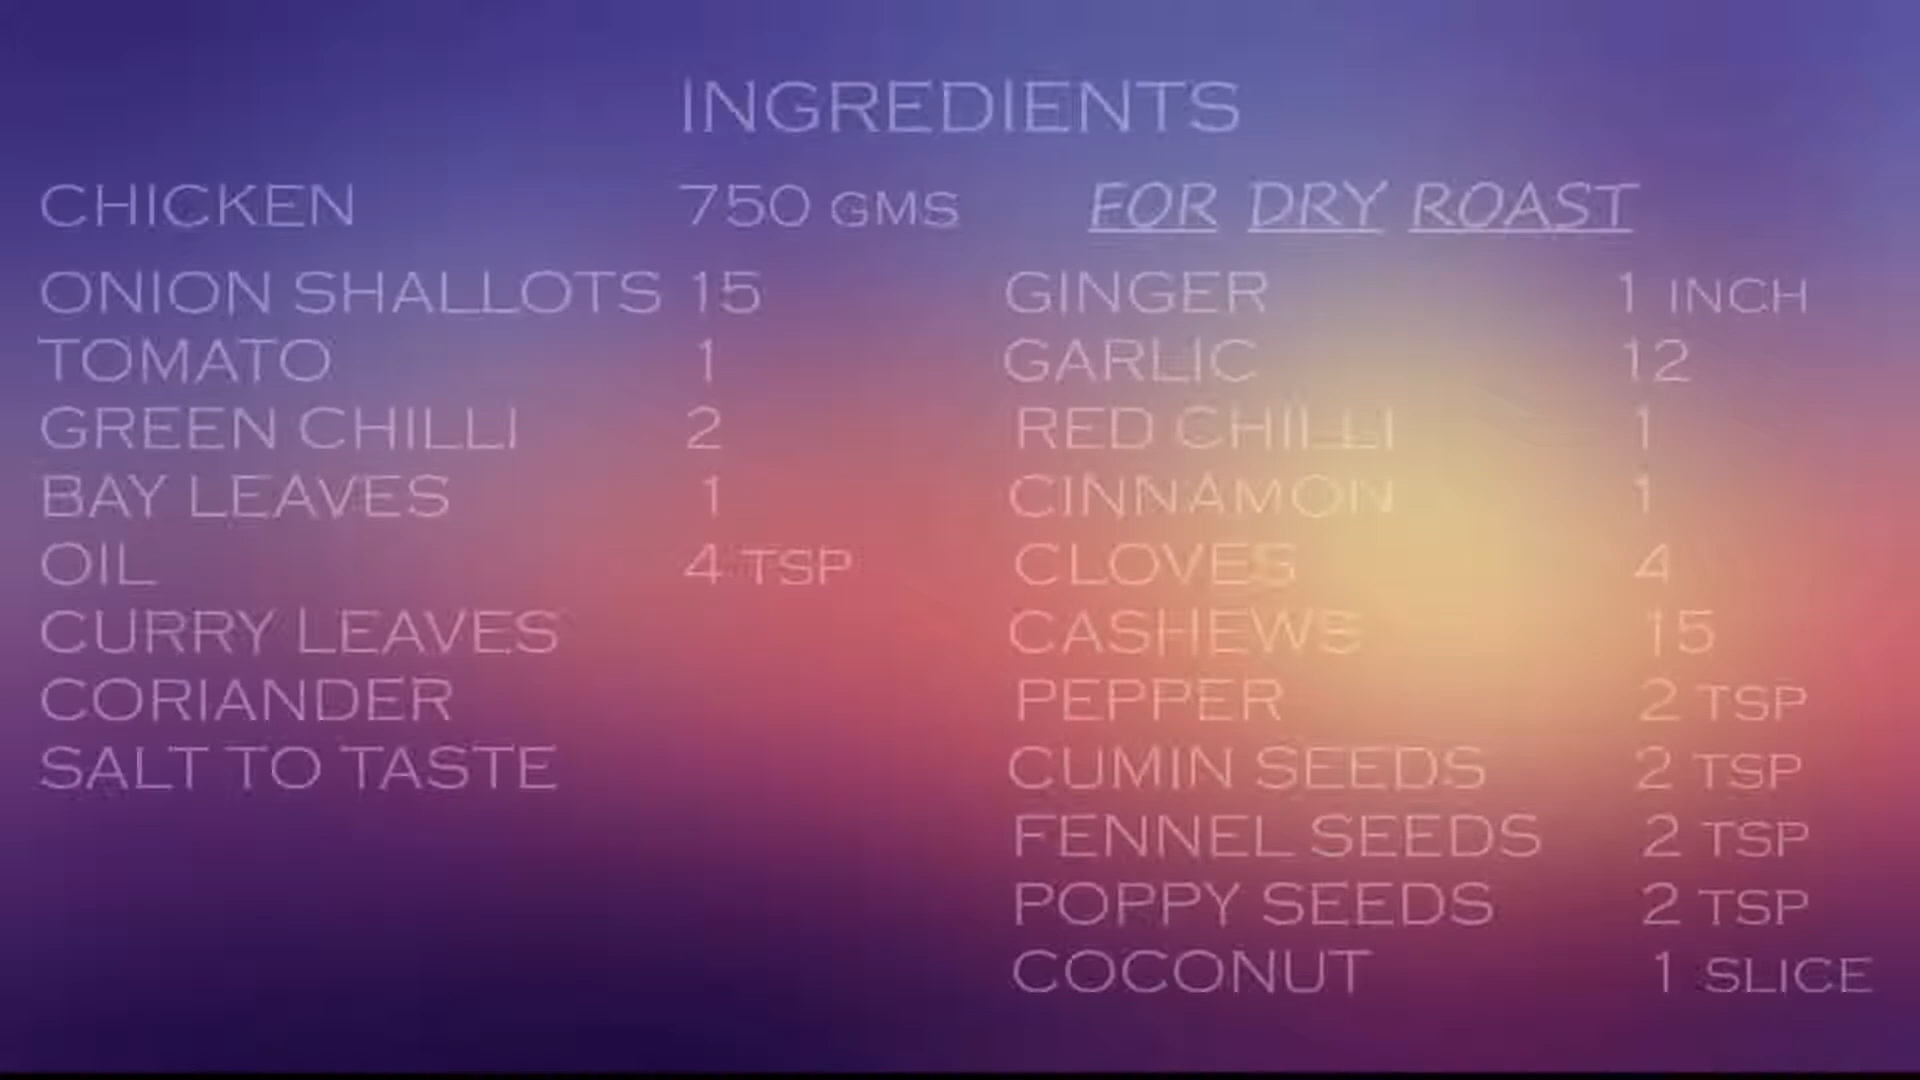 INGREDIENTS
CHICKEN 750 GMS
ONION SHALLOTS 15
TOMATO 1
GREEN CHILLI 2
BAY LEAVES 1
OIL 4 TSP
CURRY LEAVES
CORIANDER
SALT TO TASTE
FOR DRY ROAST
GINGER 1 INCH
GARLIC 12
RED CHILLI 1
CINNAMON 1
CLOVES 4
CASHEWS 15
PEPPER 2 TSP
CUMIN SEEDS 2 TSP
FENNEL SEEDS 2 TSP
POPPY SEEDS 2 TSP
COCONUT 1 SLICE